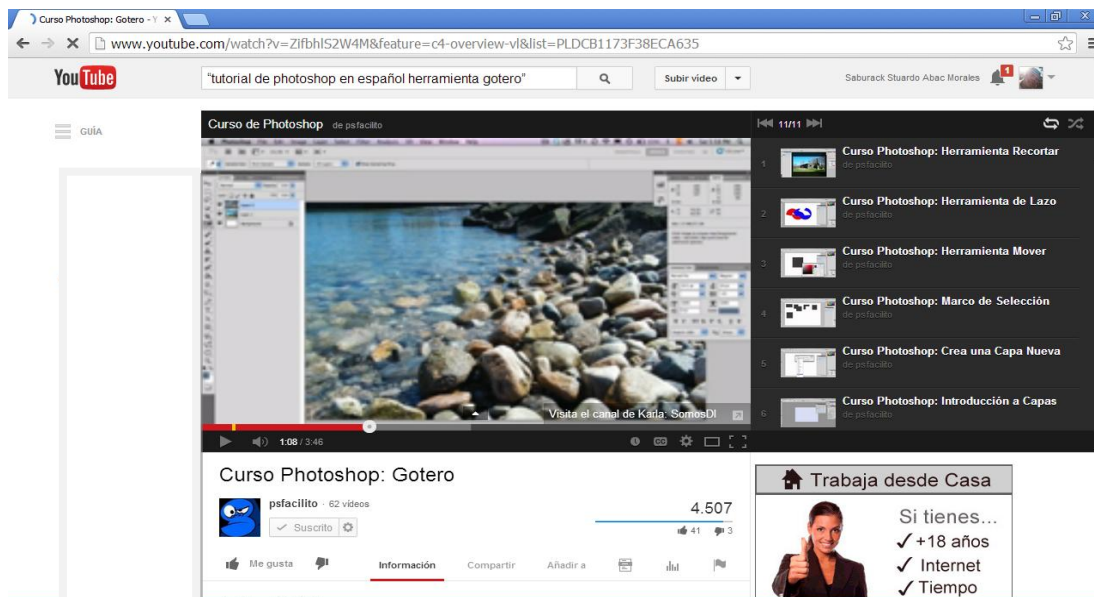 Curso Photoshop: Gotero - Y
www.youtube.com/watch?v=ZifbhlS2W4M&feature=c4-overview-vl&list=PLDCB1173F38ECA635
YouTube
"tutorial de photoshop en español herramienta gotero"
Subir vídeo
Saburack Stuardo Abac Morales
1
GUÍA
Curso de Photoshop de psfacilito
11/11
1 Curso Photoshop: Herramienta Recortar
de psfacilito
2 Curso Photoshop: Herramienta de Lazo
de psfacilito
3 Curso Photoshop: Herramienta Mover
de psfacilito
4 Curso Photoshop: Marco de Selección
de psfacilito
5 Curso Photoshop: Crea una Capa Nueva
de psfacilito
6 Curso Photoshop: Introducción a Capas
de psfacilito
Visita el canal de Karla: SomosDI
1:08 / 3:46
CC
Curso Photoshop: Gotero
psfacilito · 62 vídeos
Suscrito
4.507
41 3
Me gusta
Información
Compartir
Añadir a
Trabaja desde Casa
Si tienes...
+18 años
Internet
Tiempo